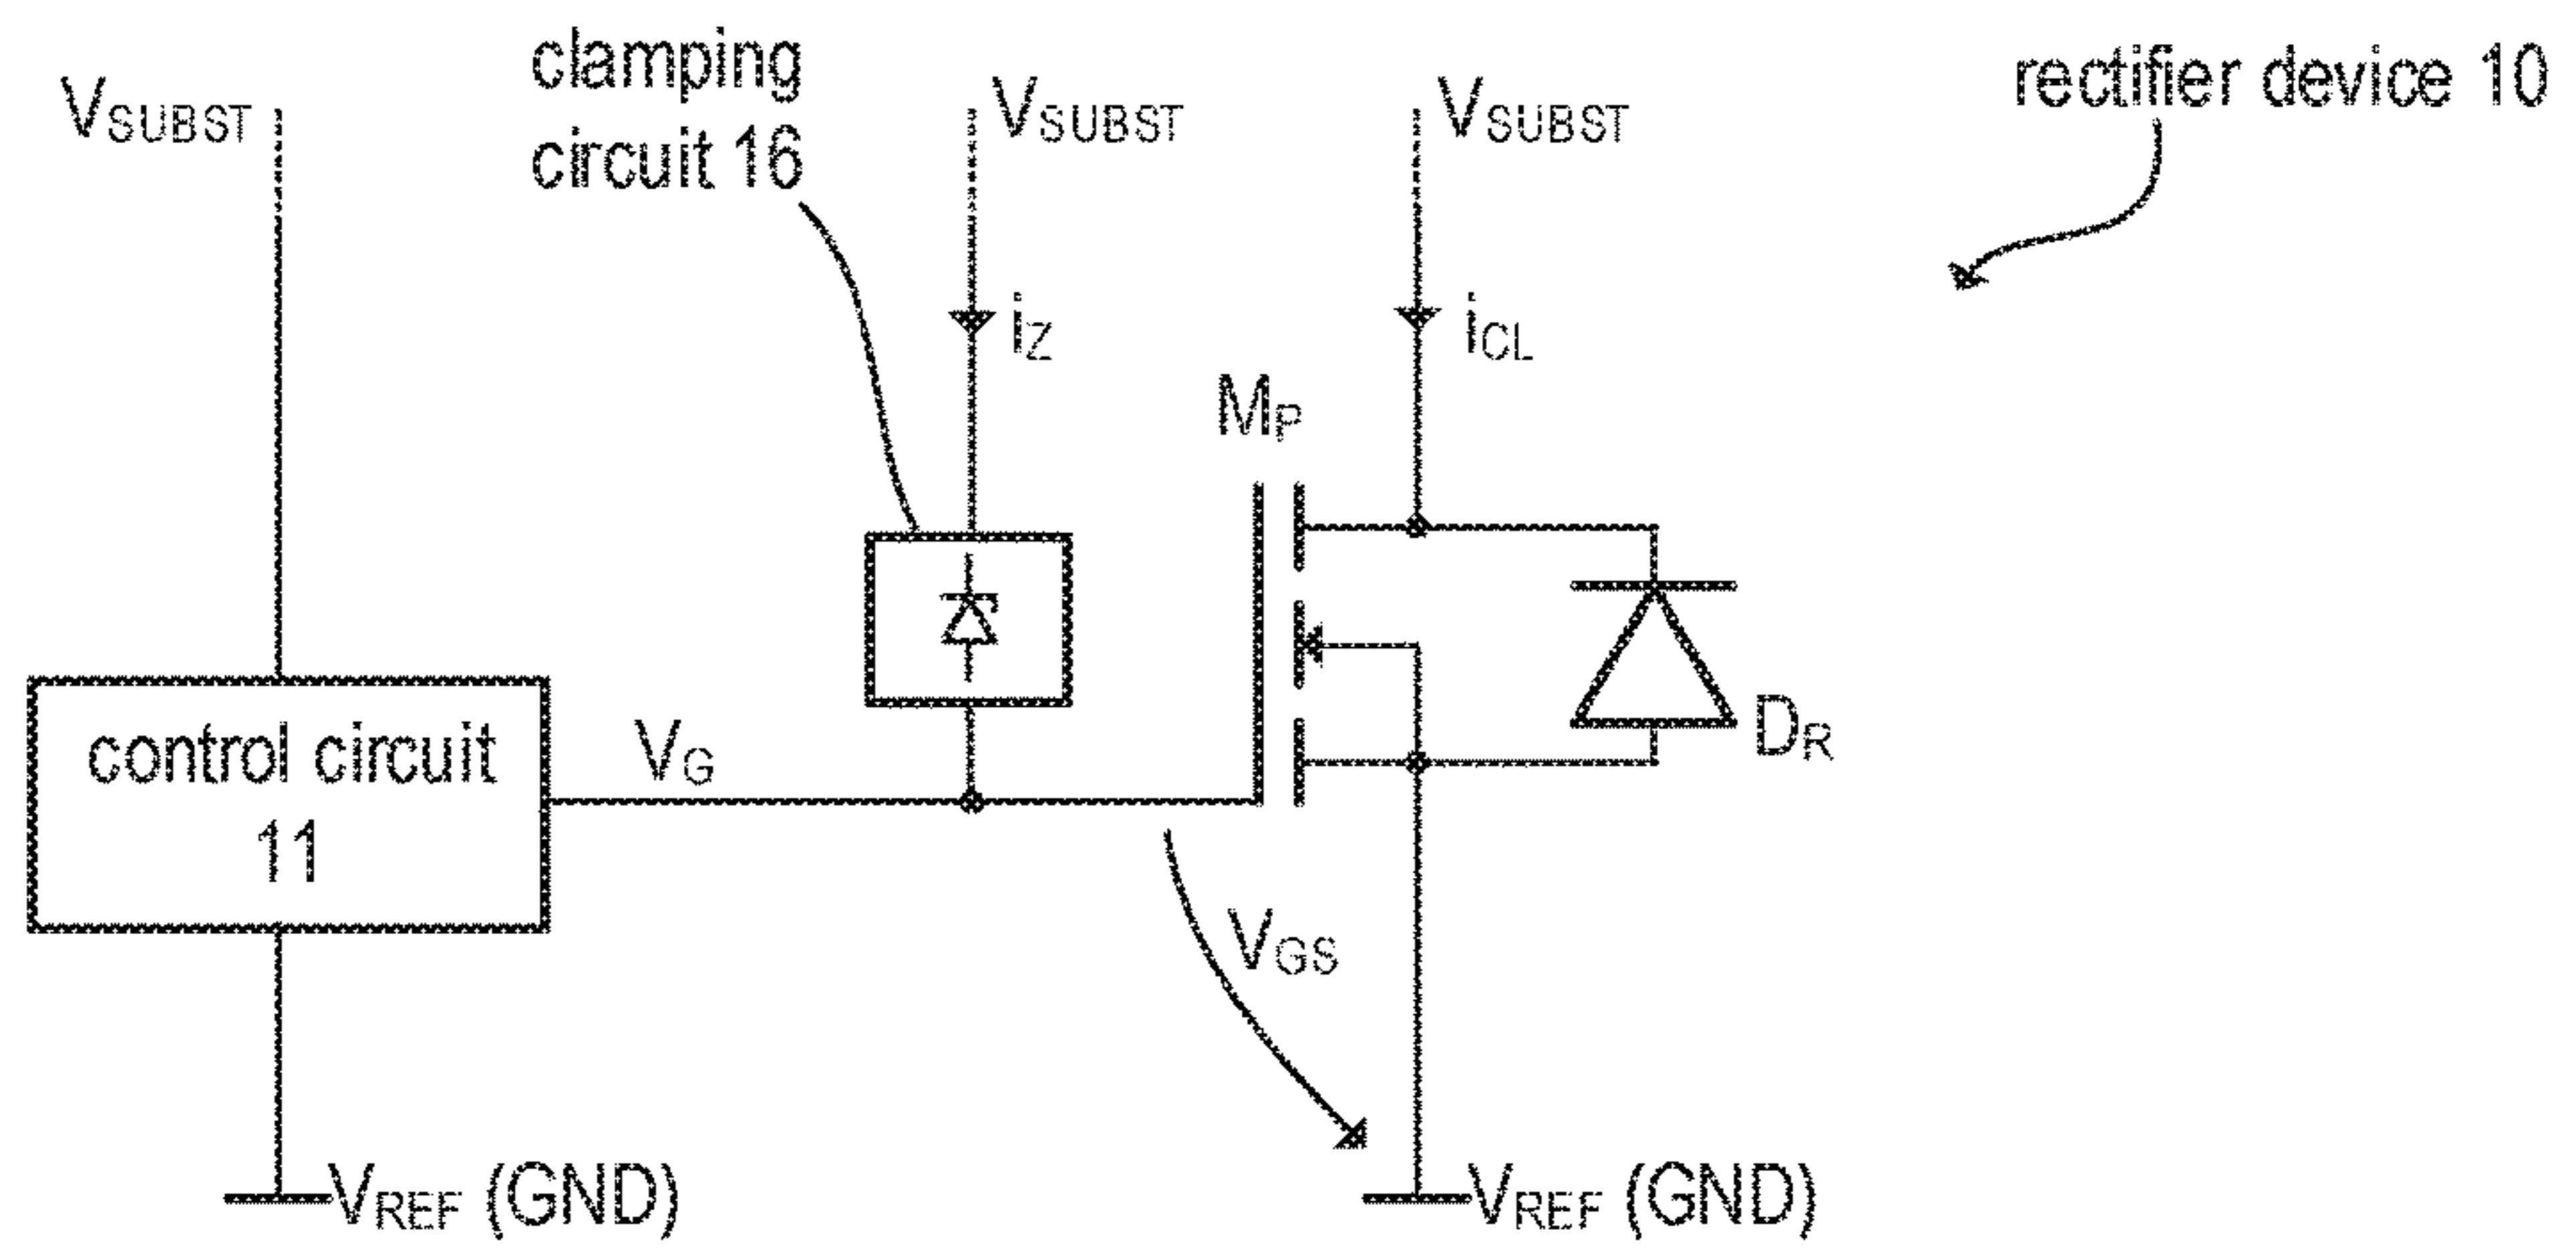 clamping
circuit 16
rectifier device 10
VSUBST
VSUBST
VSUBST
iZ
iCL
MP
control circuit
11
VG
DR
VGS
VREF (GND)
VREF (GND)